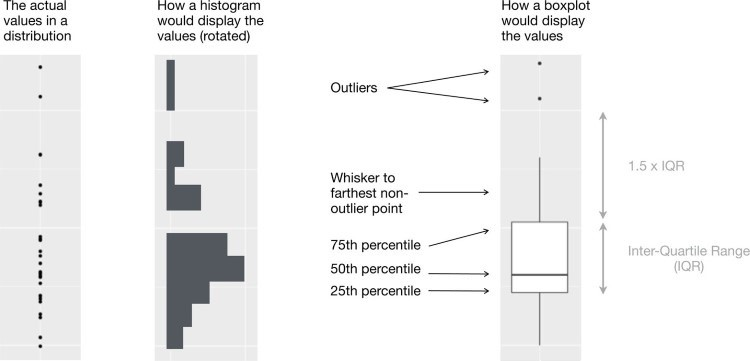 The actual
values in a
distribution
How a histogram
would display the
values (rotated)
How a boxplot
would display
the values
Outliers
1.5 x IQR
Whisker to
farthest non-
outlier point
75th percentile
Inter-Quartile Range
(IQR)
50th percentile
25th percentile